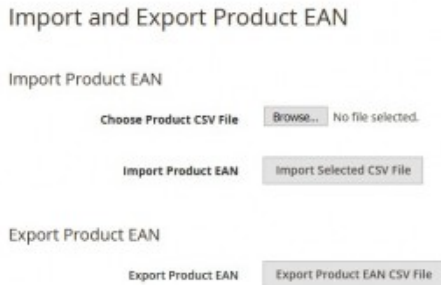 Import and Export Product EAN
Import Product EAN
Choose Product CSV File Browse... No file selected.
Import Product EAN Import Selected CSV File
Export Product EAN
Export Product EAN Export Product EAN CSV File